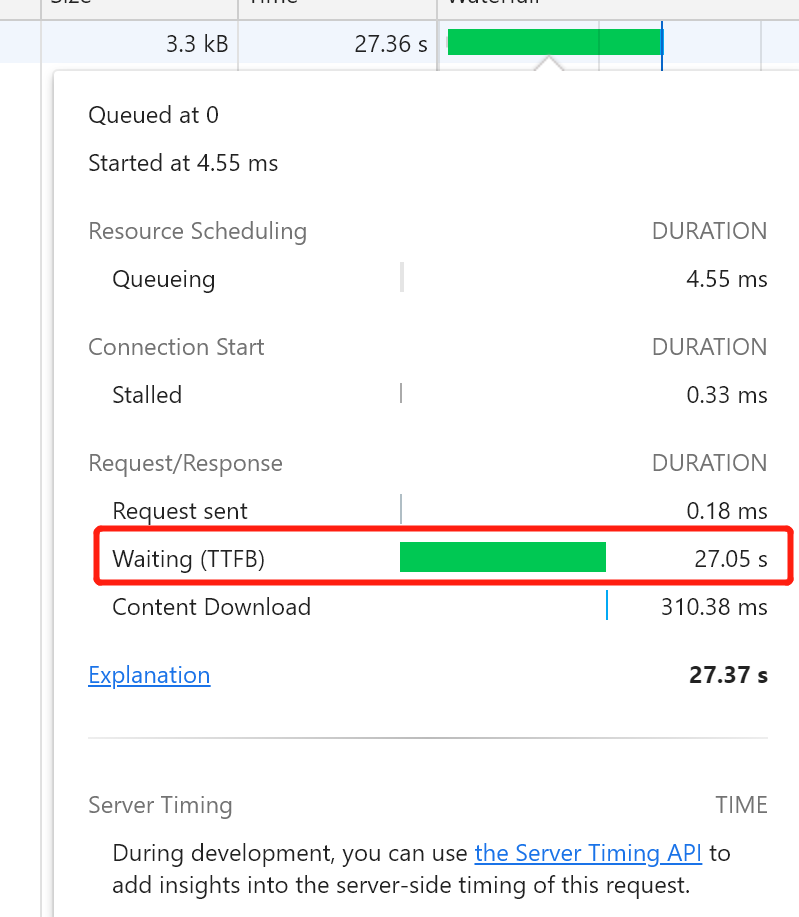 Size Time Waterfall
3.3 kB 27.36 s
Queued at 0
Started at 4.55 ms
Resource Scheduling DURATION
Queueing 4.55 ms
Connection Start DURATION
Stalled 0.33 ms
Request/Response DURATION
Request sent 0.18 ms
Waiting (TTFB) 27.05 s
Content Download 310.38 ms
Explanation 27.37 s
Server Timing TIME
During development, you can use the Server Timing API to
add insights into the server-side timing of this request.